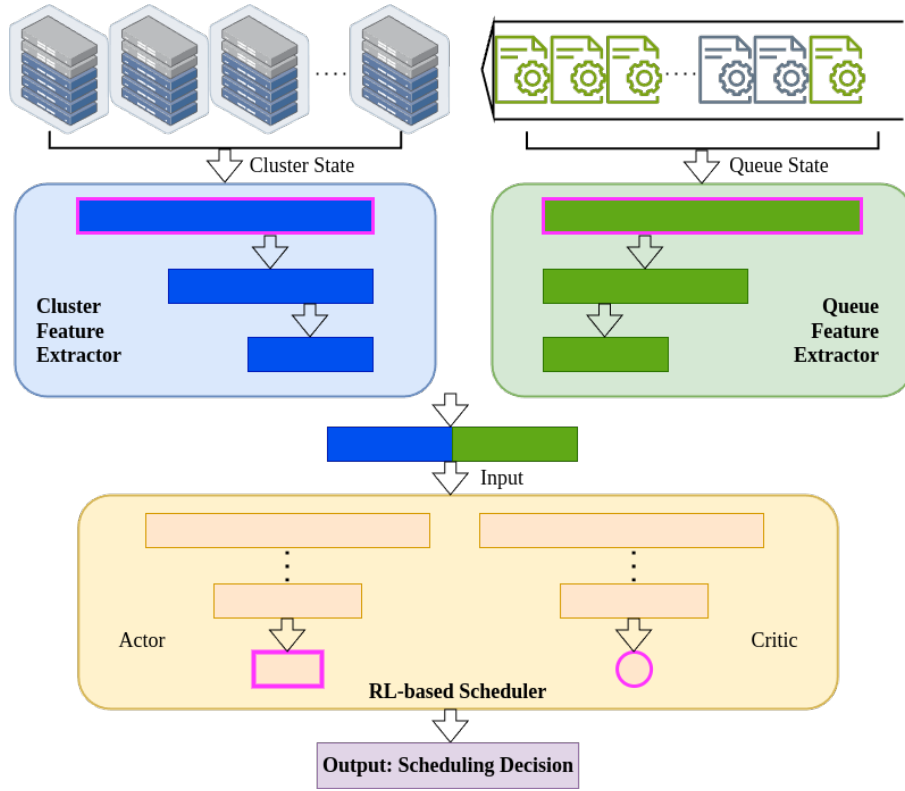 Cluster State
Queue State
Cluster
Feature
Extractor
Queue
Feature
Extractor
Input
Actor
Critic
RL-based Scheduler
Output: Scheduling Decision